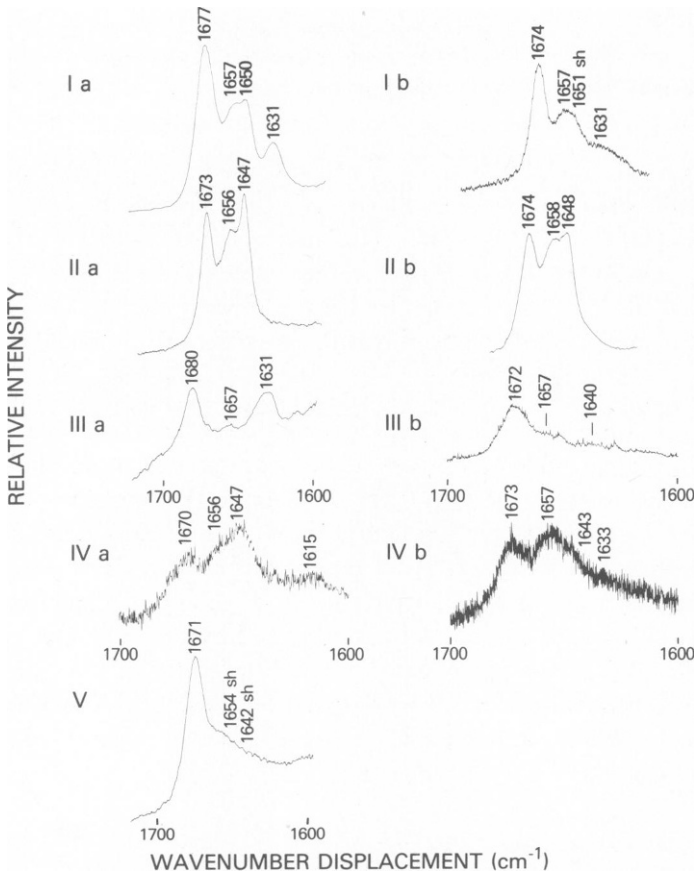 1677
1657
1650
1631
I a
1674
1657
1651 sh
1631
I b
1673
1656
1647
II a
1674
1658
1648
II b
1680
1657
1631
III a
1700
1600
1672
1657
1640
III b
1700
1600
1670
1656
1647
1615
IV a
1700
1600
1673
1657
1643
1633
IV b
1700
1600
1671
1654 sh
1642 sh
V
1700
1600
RELATIVE INTENSITY
WAVENUMBER DISPLACEMENT (cm⁻¹)